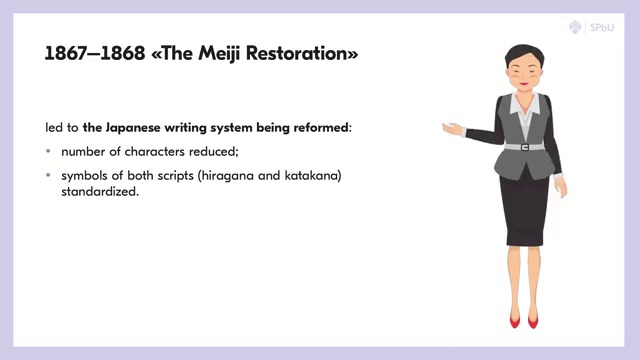 SPbU
1867–1868 «The Meiji Restoration»
led to the Japanese writing system being reformed:
• number of characters reduced;
• symbols of both scripts (hiragana and katakana)
standardized.